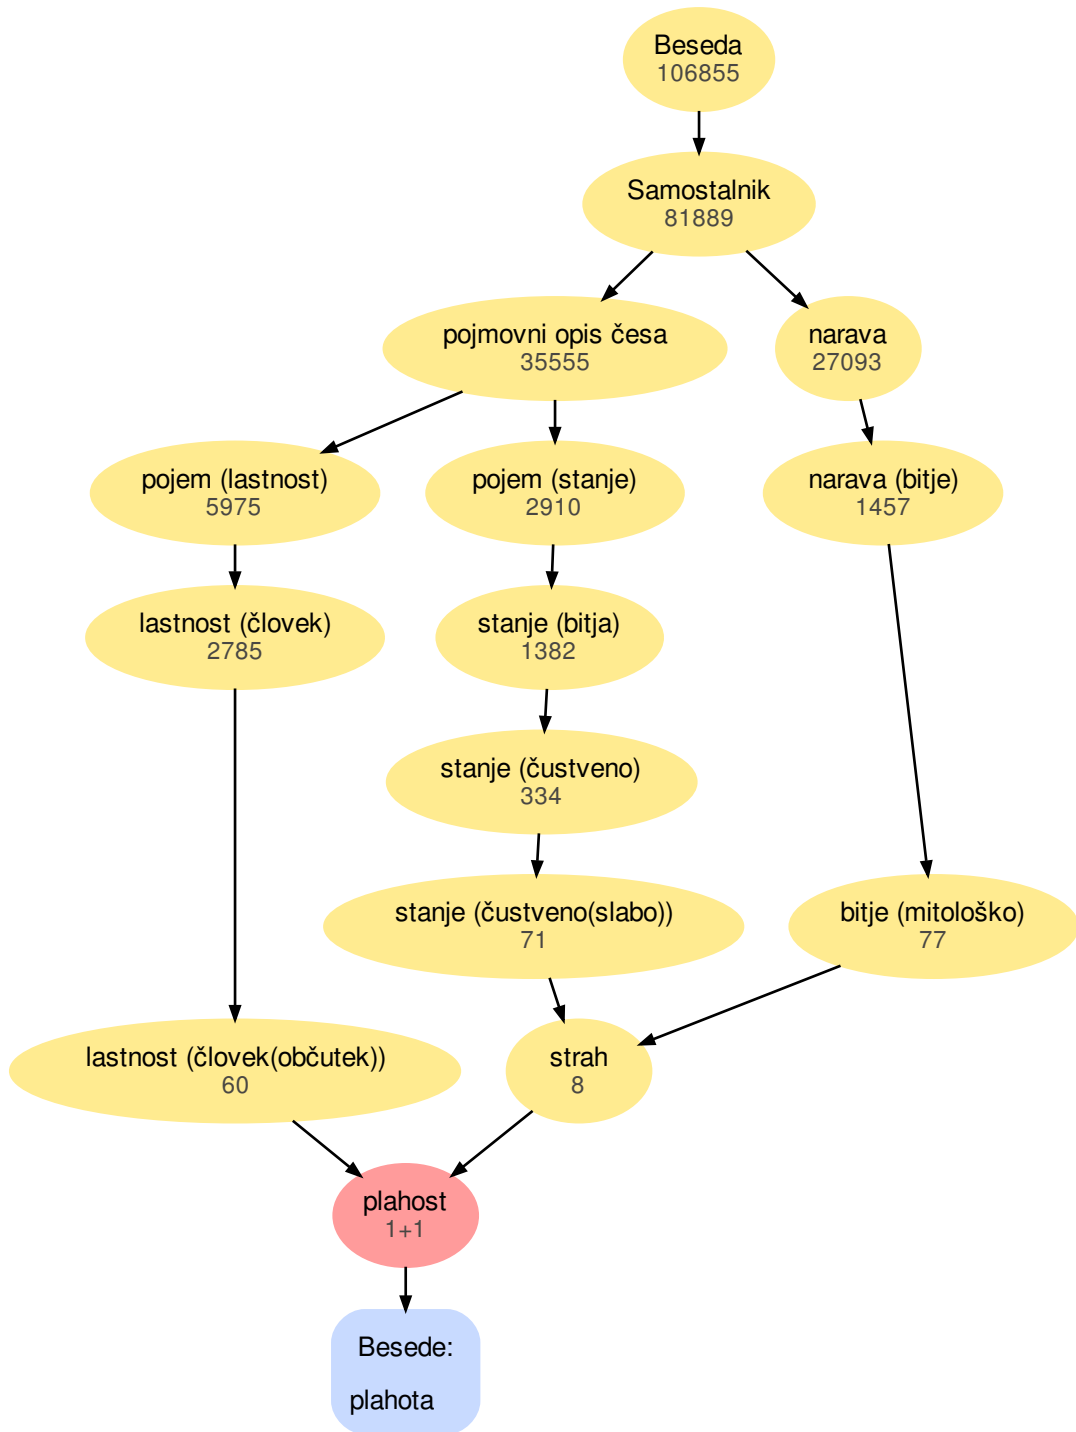 Beseda
106855
Samostalnik
81889
pojmovni opis česa
35555
narava
27093
pojem (lastnost)
5975
pojem (stanje)
2910
narava (bitje)
1457
lastnost (človek)
2785
stanje (bitja)
1382
stanje (čustveno)
334
stanje (čustveno(slabo))
71
bitje (mitološko)
77
lastnost (človek(občutek))
60
strah
8
plahost
1+1
Besede:
plahota